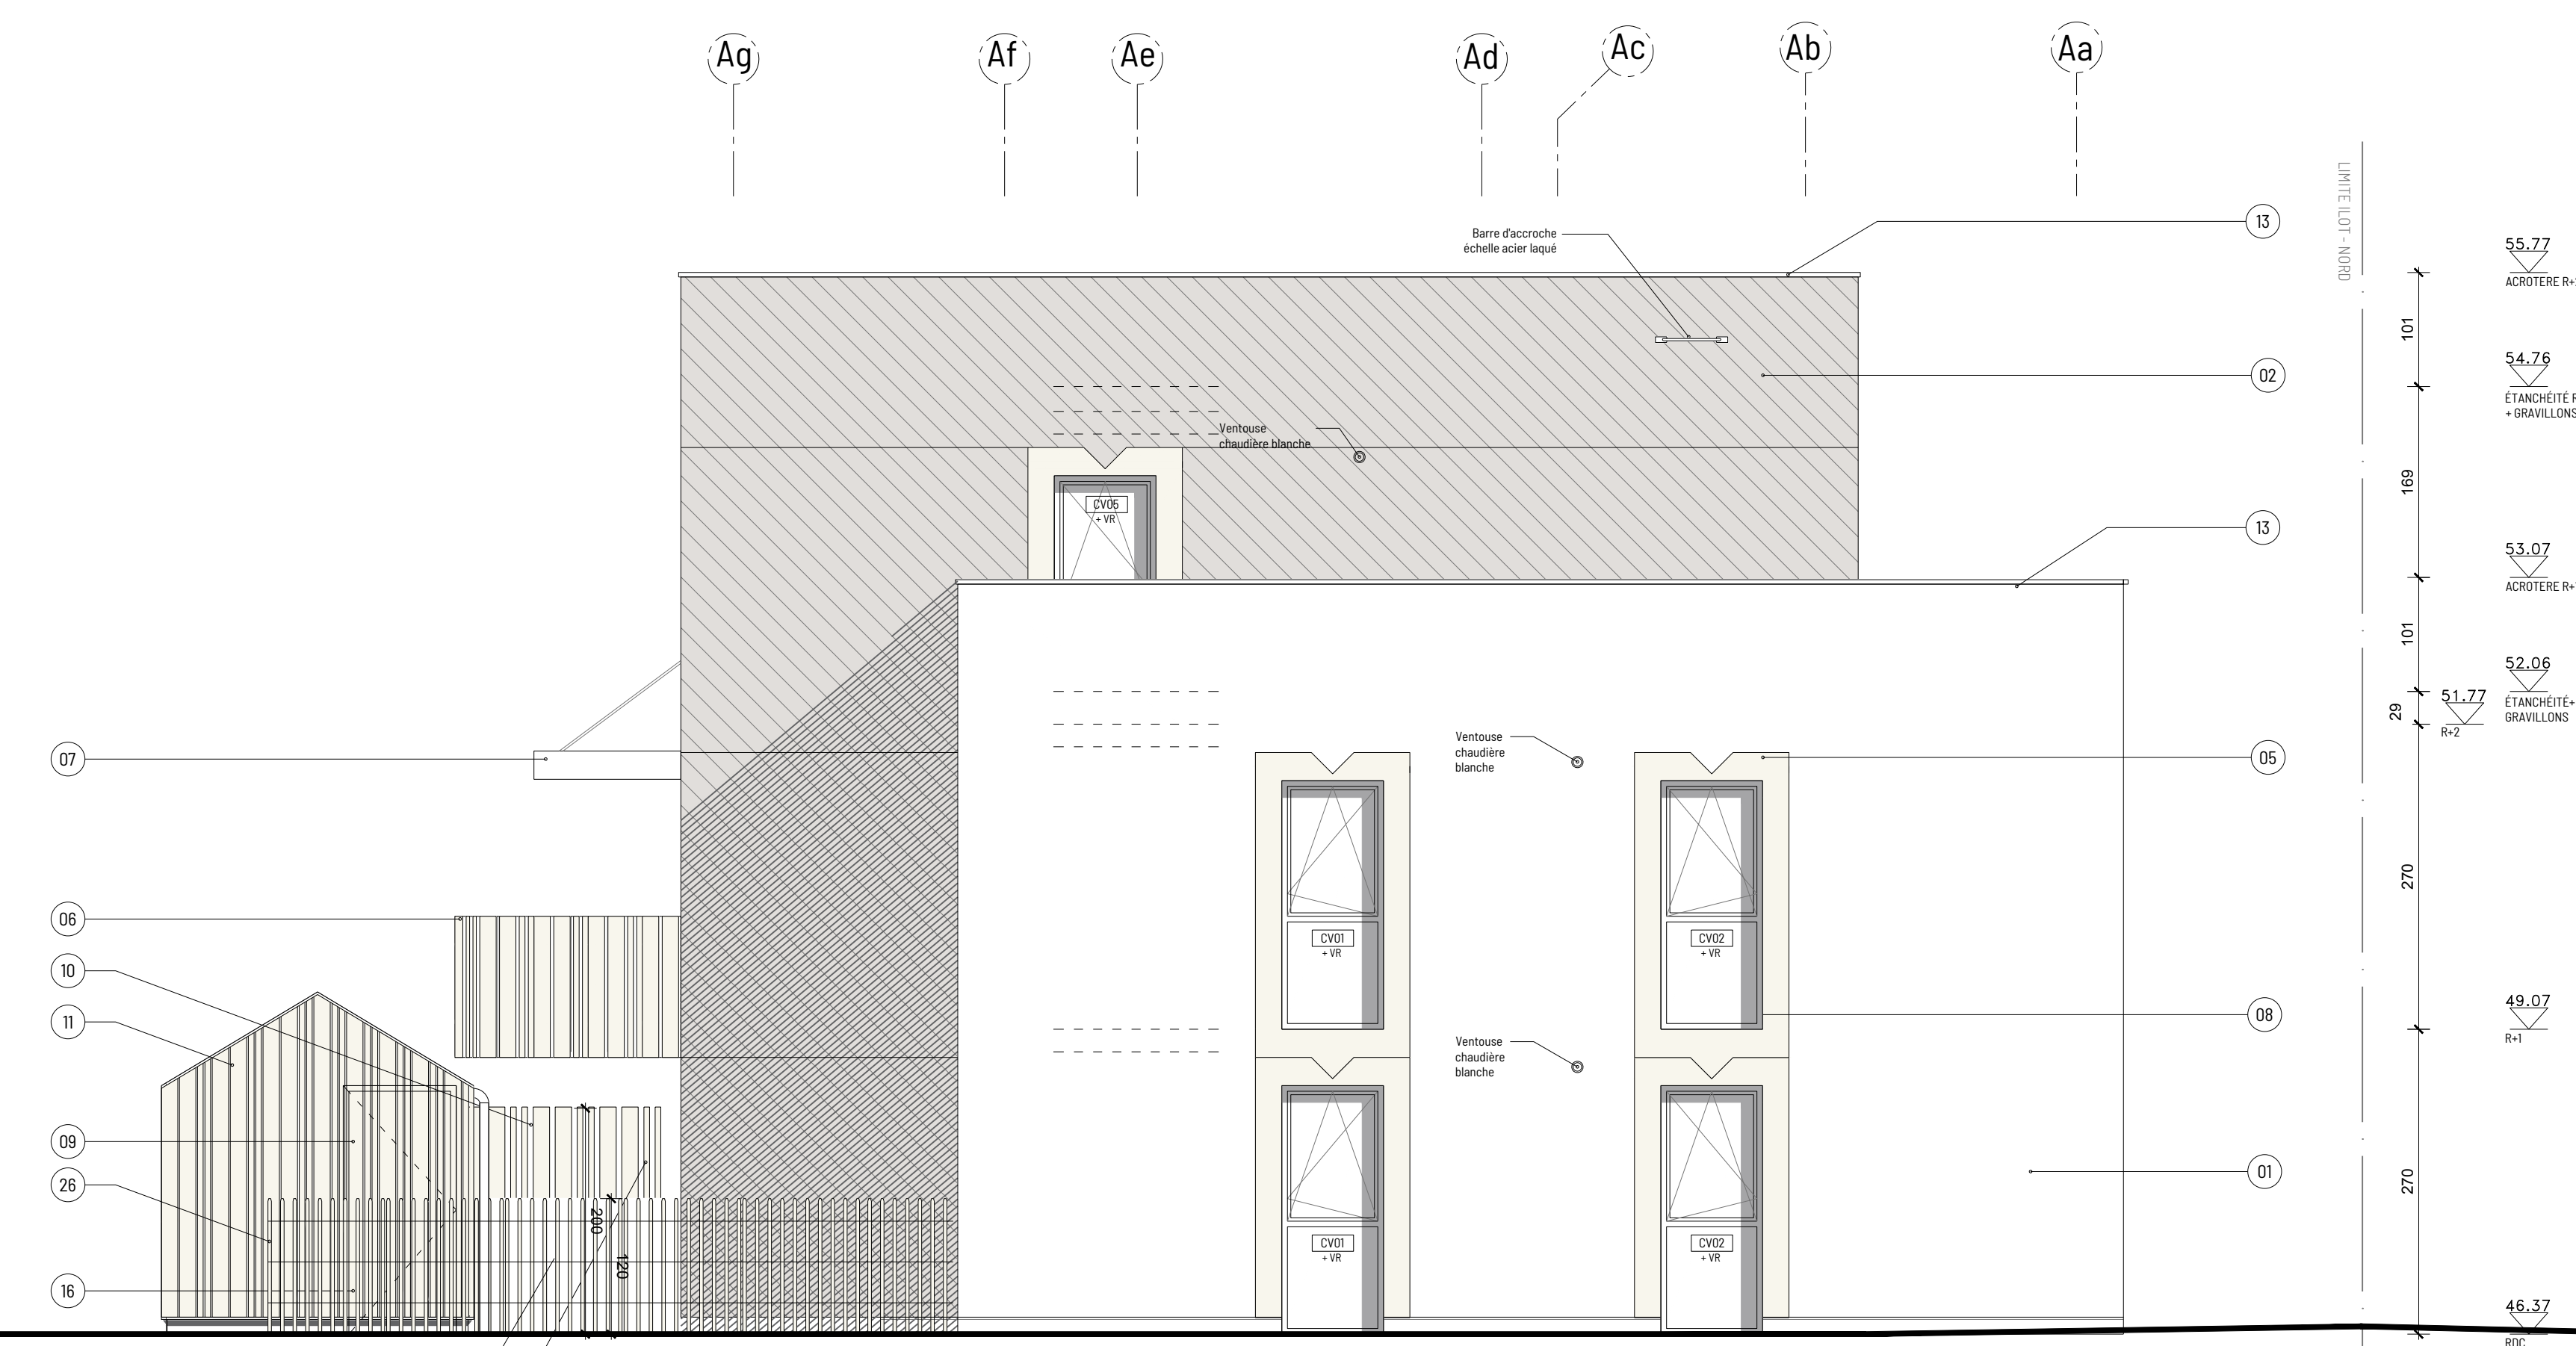 Ag
Af
Ae
Ad
Ac
Ab
Aa
LIMITE ILOT - NORD
13
Barre d'accroche
échelle acier laqué
55.77
ACROTERE
101
54.76
02
ÉTANCHÉITÉ
+ GRAVILLONS
Ventouse
chaudière blanche
169
CV05
+ VR
13
53.07
ACROTERE
101
52.06
51.77
ÉTANCHÉITÉ+
GRAVILLONS
29
R+2
Ventouse
chaudière
blanche
07
05
270
06
CV01
+ VR
CV02
+ VR
10
49.07
08
11
R+1
Ventouse
chaudière
blanche
09
01
26
270
200
120
CV01
+ VR
CV02
+ VR
16
46.37
RDC